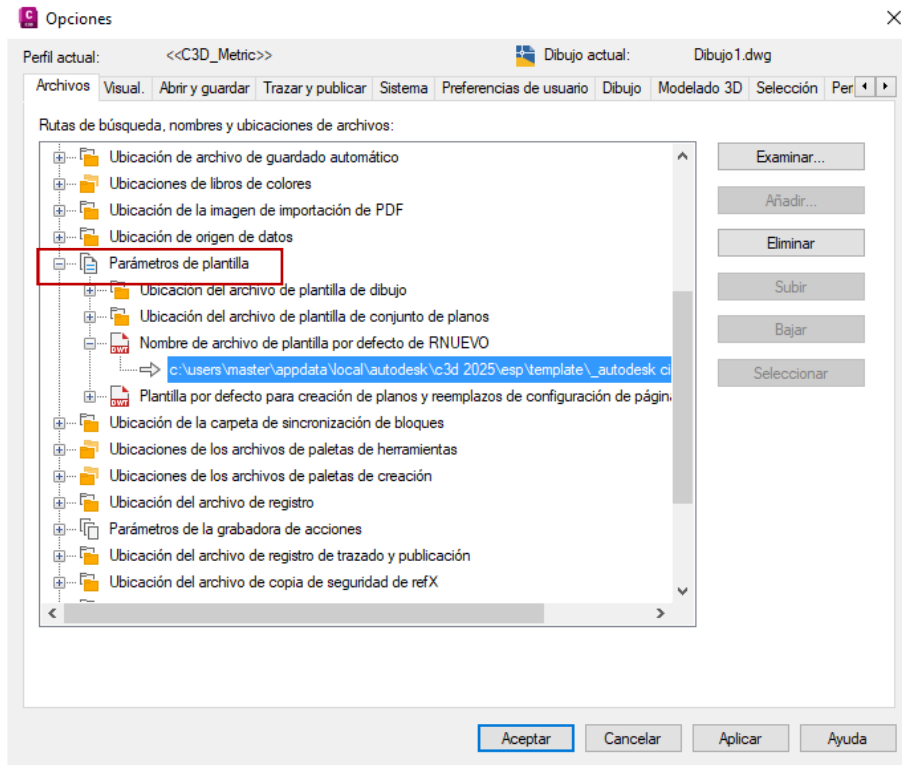 Opciones
Perfil actual: <<C3D_Metric>> Dibujo actual: Dibujo1.dwg
Archivos Visual. Abrir y guardar Trazar y publicar Sistema Preferencias de usuario Dibujo Modelado 3D Selección Per
Rutas de búsqueda, nombres y ubicaciones de archivos:
Ubicación de archivo de guardado automático
Ubicaciones de libros de colores
Ubicación de la imagen de importación de PDF
Ubicación de origen de datos
Parámetros de plantilla
Ubicación del archivo de plantilla de dibujo
Ubicación del archivo de plantilla de conjunto de planos
Nombre de archivo de plantilla por defecto de RNUEVO
c:\users\master\appdata\local\autodesk\c3d 2025\esp\template\_autodesk ci
Plantilla por defecto para creación de planos y reemplazos de configuración de págin
Ubicación de la carpeta de sincronización de bloques
Ubicaciones de los archivos de paletas de herramientas
Ubicaciones de los archivos de paletas de creación
Ubicación del archivo de registro
Parámetros de la grabadora de acciones
Ubicación del archivo de registro de trazado y publicación
Ubicación del archivo de copia de seguridad de refX
Examinar...
Añadir...
Eliminar
Subir
Bajar
Seleccionar
Aceptar Cancelar Aplicar Ayuda